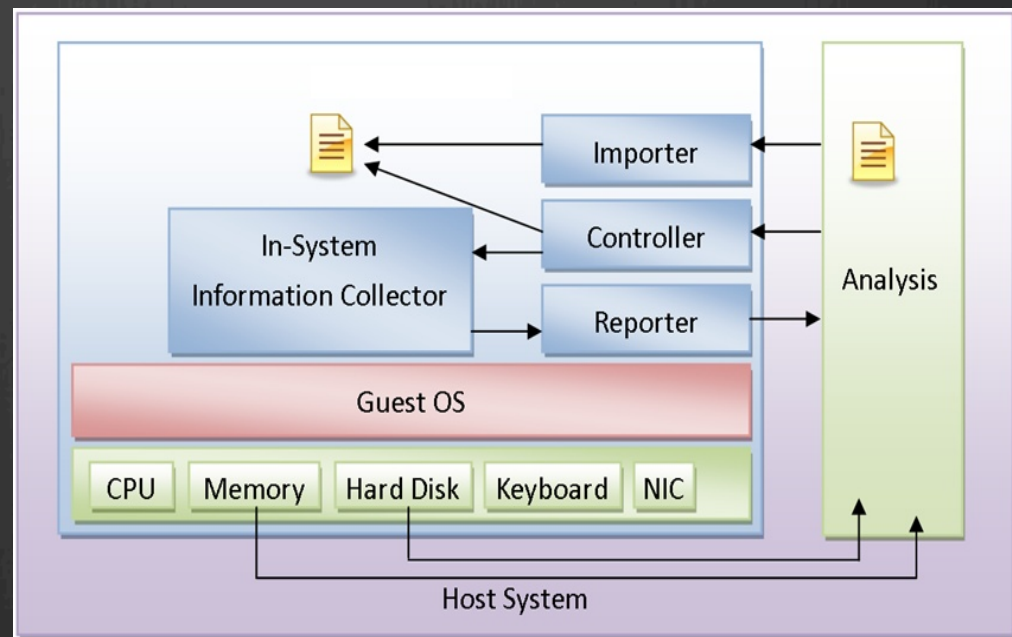 Importer
Controller
In-System
Information Collector
Reporter
Analysis
Guest OS
CPU
Memory
Hard Disk
Keyboard
NIC
Host System